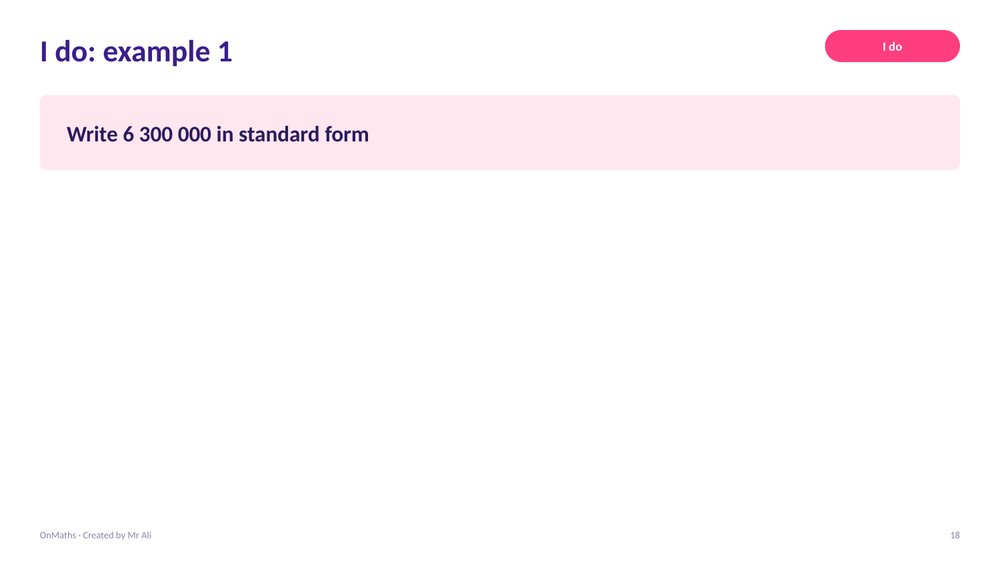 I do: example 1
I do
Write 6 300 000 in standard form
OnMaths · Created by Mr Ali
18